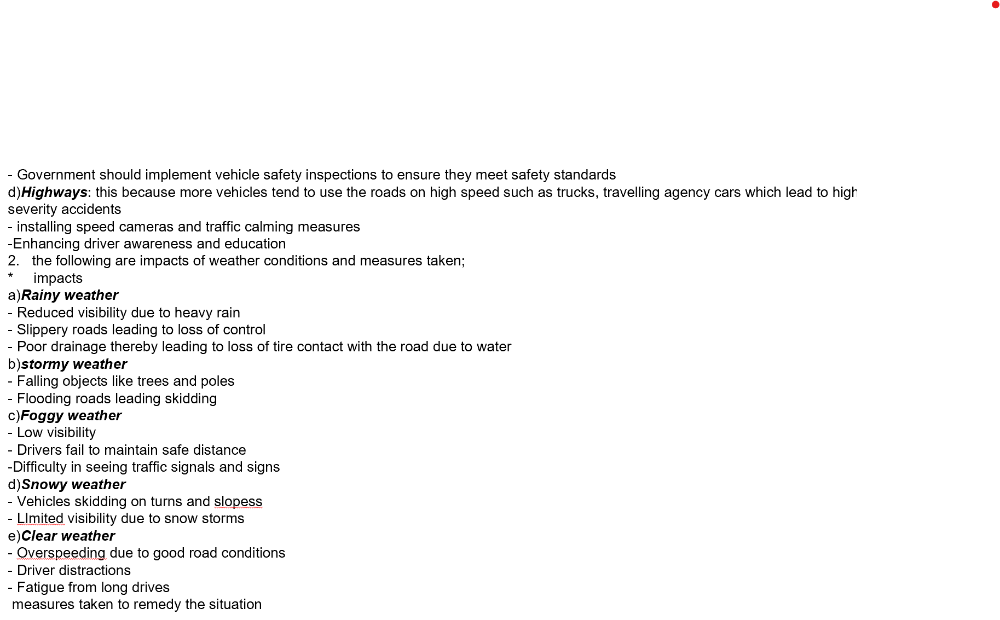 - Government should implement vehicle safety inspections to ensure they meet safety standards
d)Highways: this because more vehicles tend to use the roads on high speed such as trucks, travelling agency cars which lead to high
severity accidents
- installing speed cameras and traffic calming measures
-Enhancing driver awareness and education
2. the following are impacts of weather conditions and measures taken;
* impacts
a)Rainy weather
- Reduced visibility due to heavy rain
- Slippery roads leading to loss of control
- Poor drainage thereby leading to loss of tire contact with the road due to water
b)stormy weather
- Falling objects like trees and poles
- Flooding roads leading skidding
c)Foggy weather
- Low visibility
- Drivers fail to maintain safe distance
-Difficulty in seeing traffic signals and signs
d)Snowy weather
- Vehicles skidding on turns and slopess
- LImited visibility due to snow storms
e)Clear weather
- Overspeeding due to good road conditions
- Driver distractions
- Fatigue from long drives
measures taken to remedy the situation